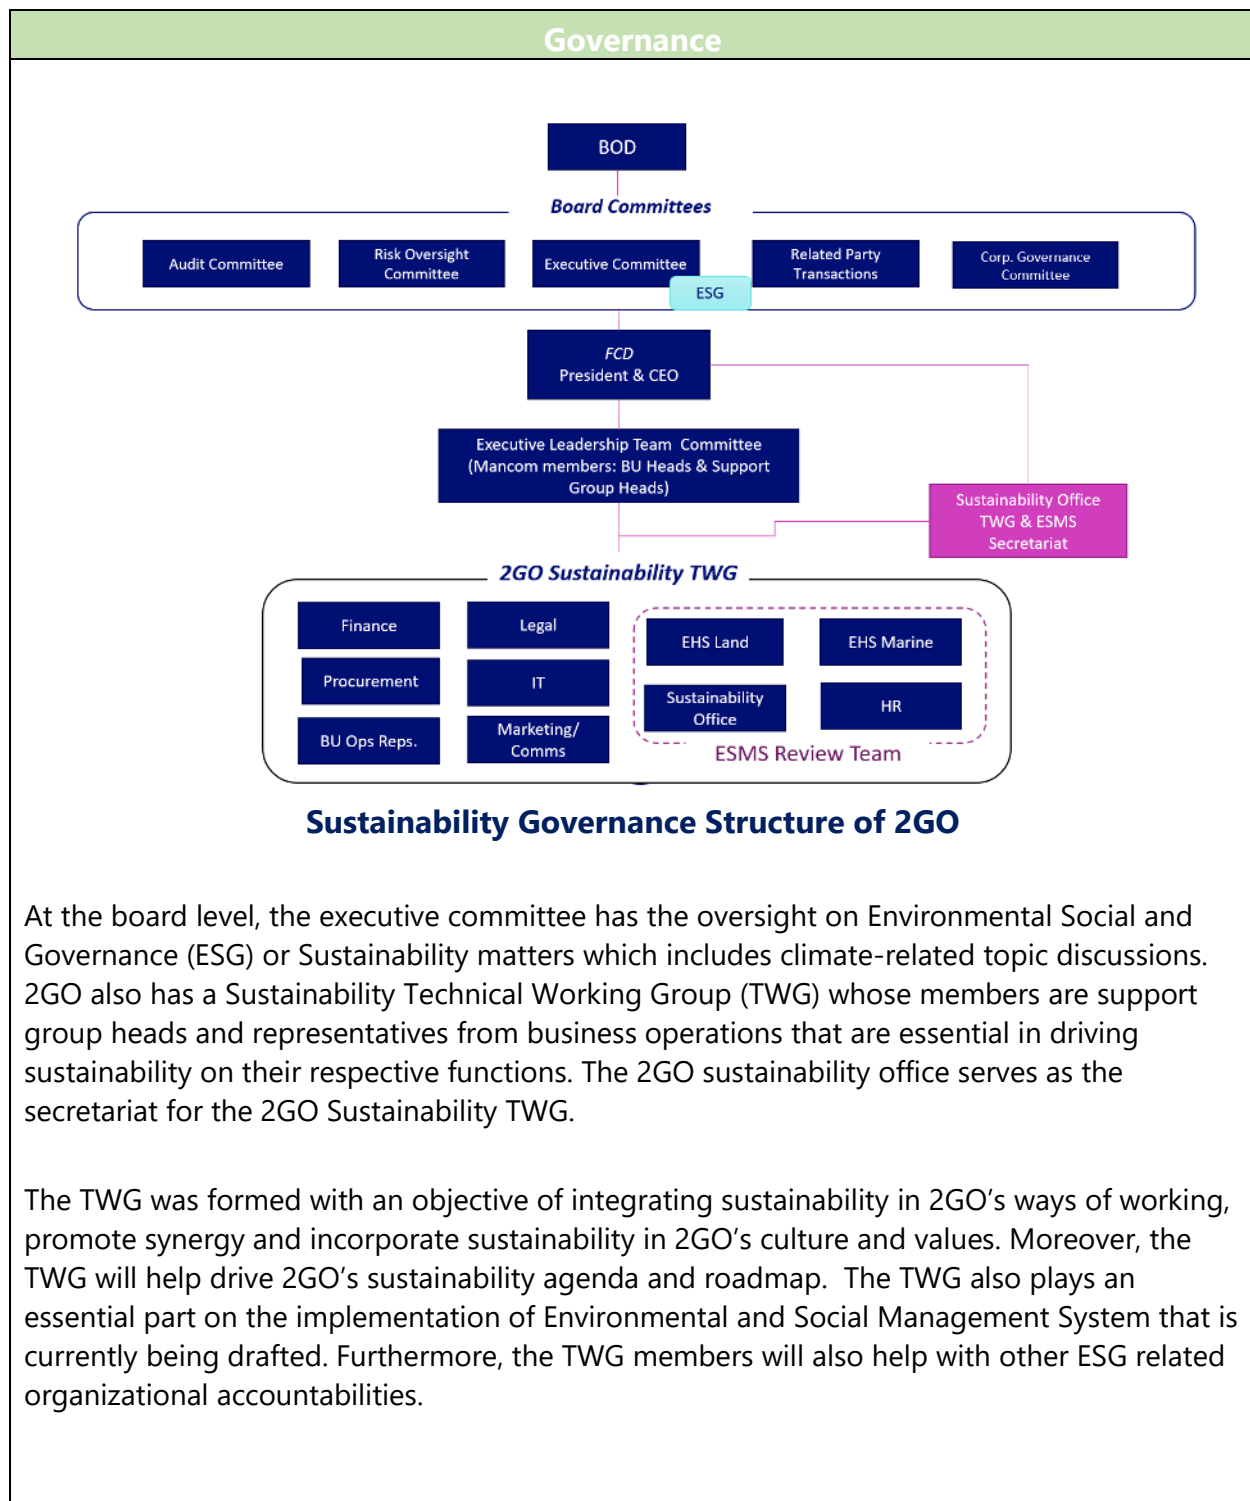 Governance
BOD
Board Committees
Audit Committee
Risk Oversight
Committee
Executive Committee
Related Party
Transactions
Corp. Governance
Committee
ESG
FCD
President & CEO
Executive Leadership Team Committee
(Mancom members: BU Heads & Support
Group Heads)
Sustainability Office
TWG & ESMS
Secretariat
2GO Sustainability TWG
Finance
Legal
EHS Land
EHS Marine
Procurement
IT
Sustainability
Office
HR
BU Ops Reps.
Marketing/
Comms
ESMS Review Team
Sustainability Governance Structure of 2GO
At the board level, the executive committee has the oversight on Environmental Social and
Governance (ESG) or Sustainability matters which includes climate-related topic discussions.
2GO also has a Sustainability Technical Working Group (TWG) whose members are support
group heads and representatives from business operations that are essential in driving
sustainability on their respective functions. The 2GO sustainability office serves as the
secretariat for the 2GO Sustainability TWG.
The TWG was formed with an objective of integrating sustainability in 2GO’s ways of working,
promote synergy and incorporate sustainability in 2GO’s culture and values. Moreover, the
TWG will help drive 2GO’s sustainability agenda and roadmap.  The TWG also plays an
essential part on the implementation of Environmental and Social Management System that is
currently being drafted. Furthermore, the TWG members will also help with other ESG related
organizational accountabilities.